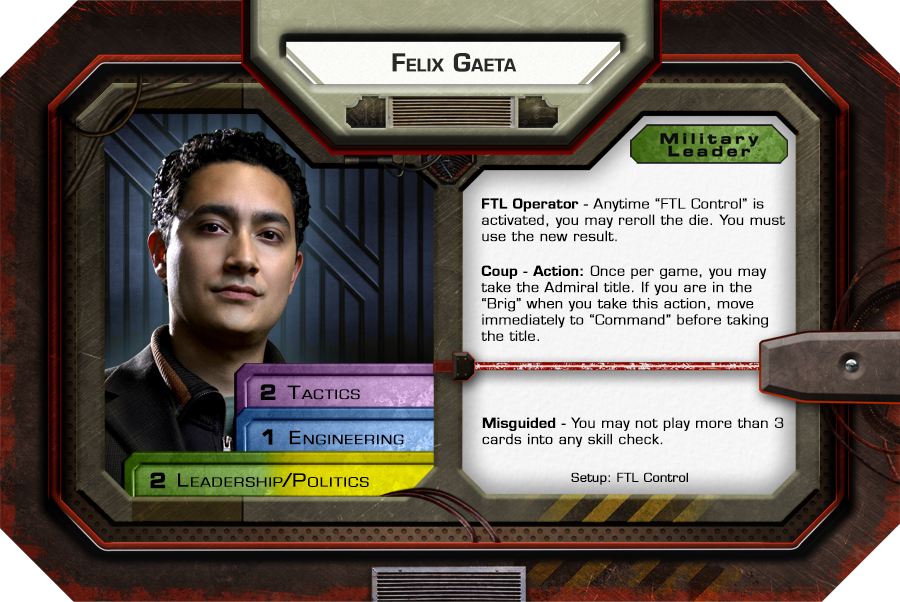 Felix Gaeta
Military
Leader
FTL Operator - Anytime “FTL Control” is
activated, you may reroll the die. You must
use the new result.
Coup - Action: Once per game, you may
take the Admiral title. If you are in the
“Brig” when you take this action, move
immediately to “Command” before taking
the title.
2 Tactics
1 Engineering
2 Leadership/Politics
Misguided - You may not play more than 3
cards into any skill check.
Setup: FTL Control